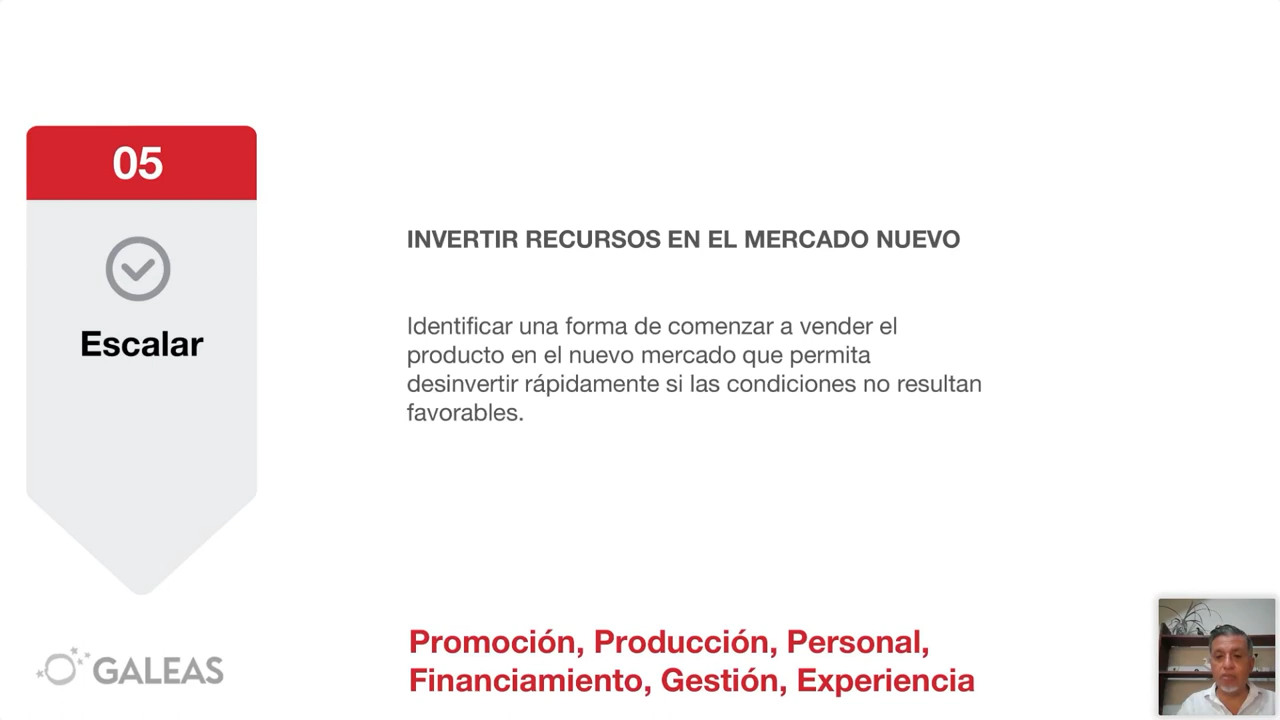 05
Escalar
INVERTIR RECURSOS EN EL MERCADO NUEVO
Identificar una forma de comenzar a vender el
producto en el nuevo mercado que permita
desinvertir rápidamente si las condiciones no resultan
favorables.
Promoción, Producción, Personal,
Financiamiento, Gestión, Experiencia
GALEAS